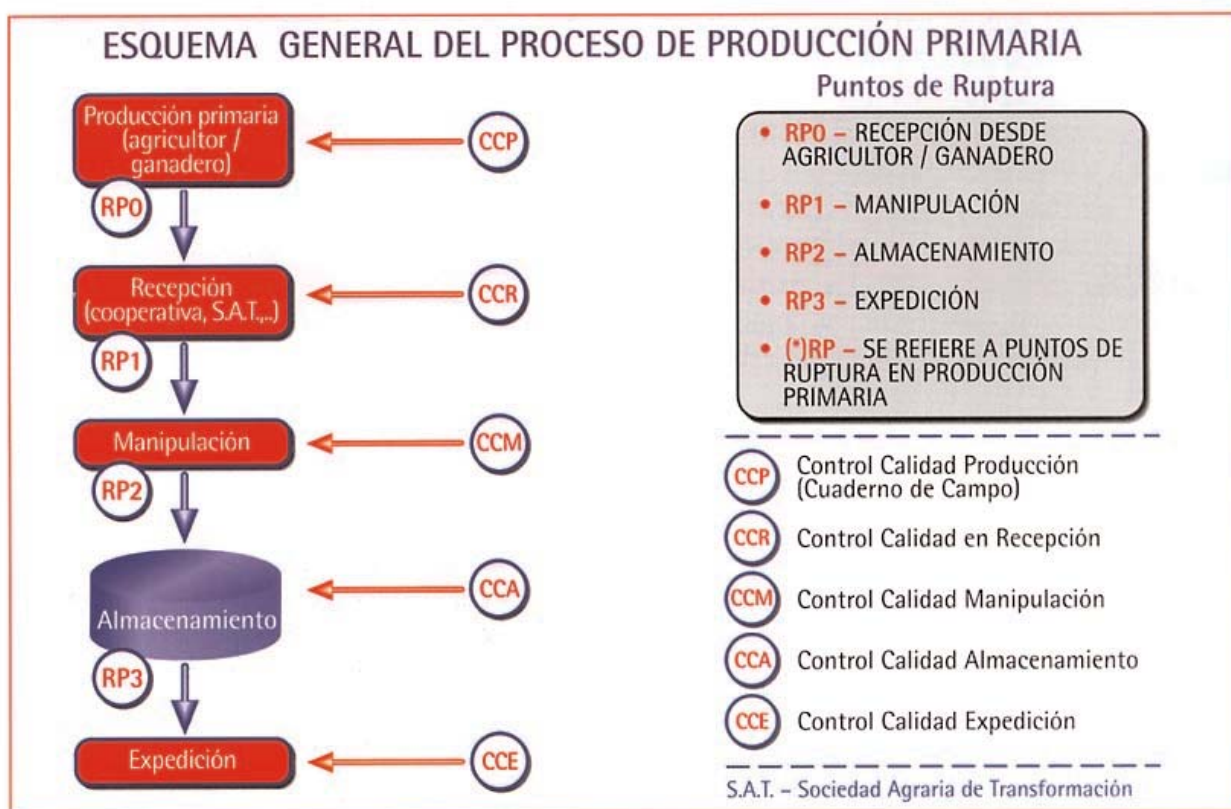 ESQUEMA GENERAL DEL PROCESO DE PRODUCCIÓN PRIMARIA
Producción primaria
(agricultor /
ganadero)
CCP
RP0
Recepción
(cooperativa, S.A.T.,..)
CCR
RP1
Manipulación
CCM
RP2
Almacenamiento
CCA
RP3
Expedición
CCE
Puntos de Ruptura
• RP0 – RECEPCIÓN DESDE
AGRICULTOR / GANADERO
• RP1 – MANIPULACIÓN
• RP2 – ALMACENAMIENTO
• RP3 – EXPEDICIÓN
• (*)RP – SE REFIERE A PUNTOS DE
RUPTURA EN PRODUCCIÓN
PRIMARIA
CCP Control Calidad Producción
(Cuaderno de Campo)
CCR Control Calidad en Recepción
CCM Control Calidad Manipulación
CCA Control Calidad Almacenamiento
CCE Control Calidad Expedición
S.A.T. – Sociedad Agraria de Transformación